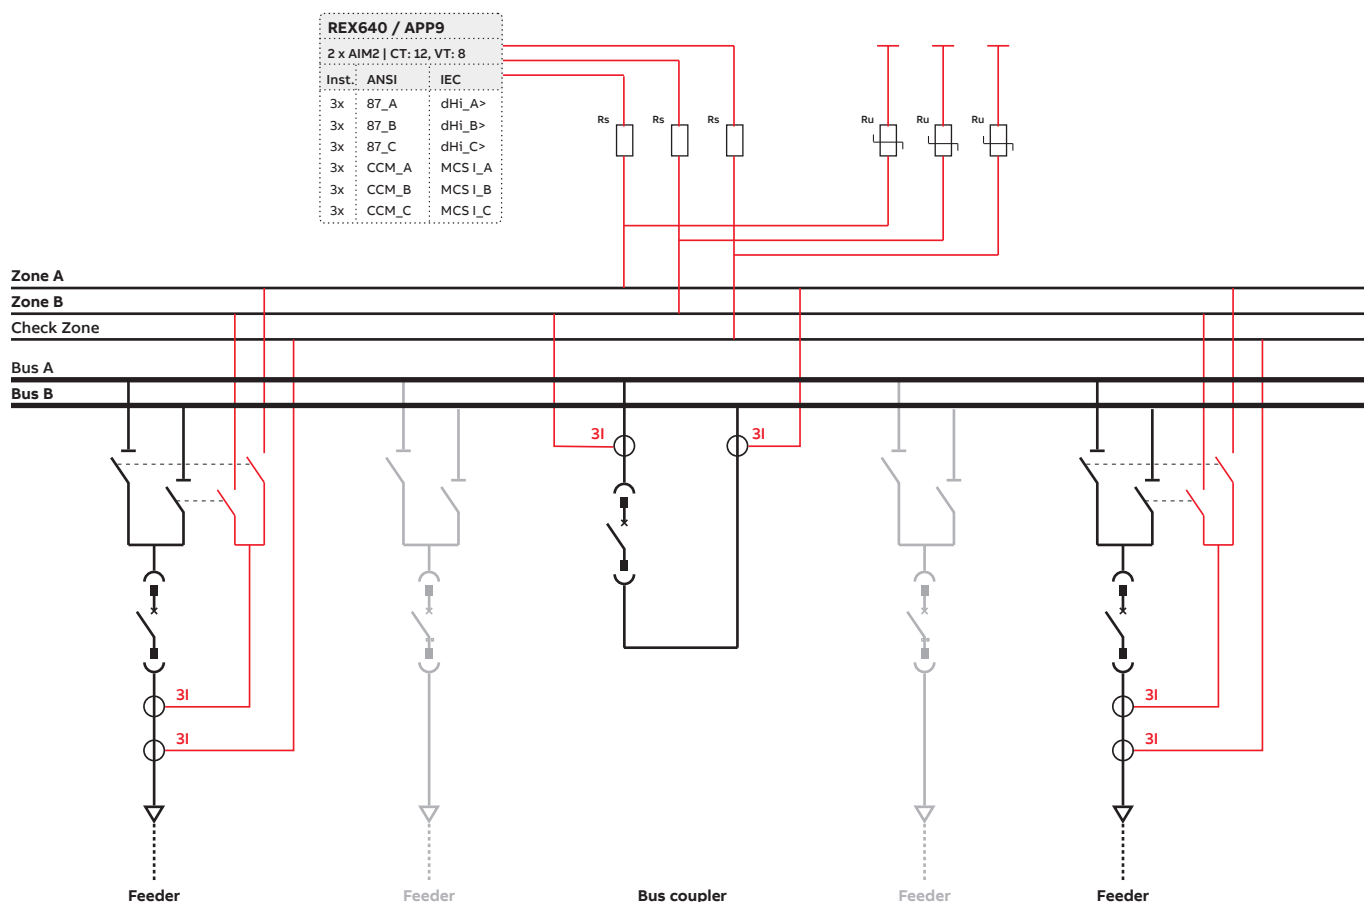 REX640 / APP9
2 x AIM2 | CT: 12, VT: 8
Inst. ANSI IEC
3x 87_A dHi_A>
3x 87_B dHi_B>
3x 87_C dHi_C>
3x CCM_A MCS I_A
3x CCM_B MCS I_B
3x CCM_C MCS I_C
Rs Rs Rs Ru Ru Ru
Zone A
Zone B
Check Zone
Bus A
Bus B
3I 3I
3I 3I
3I 3I
Feeder Feeder Bus coupler Feeder Feeder